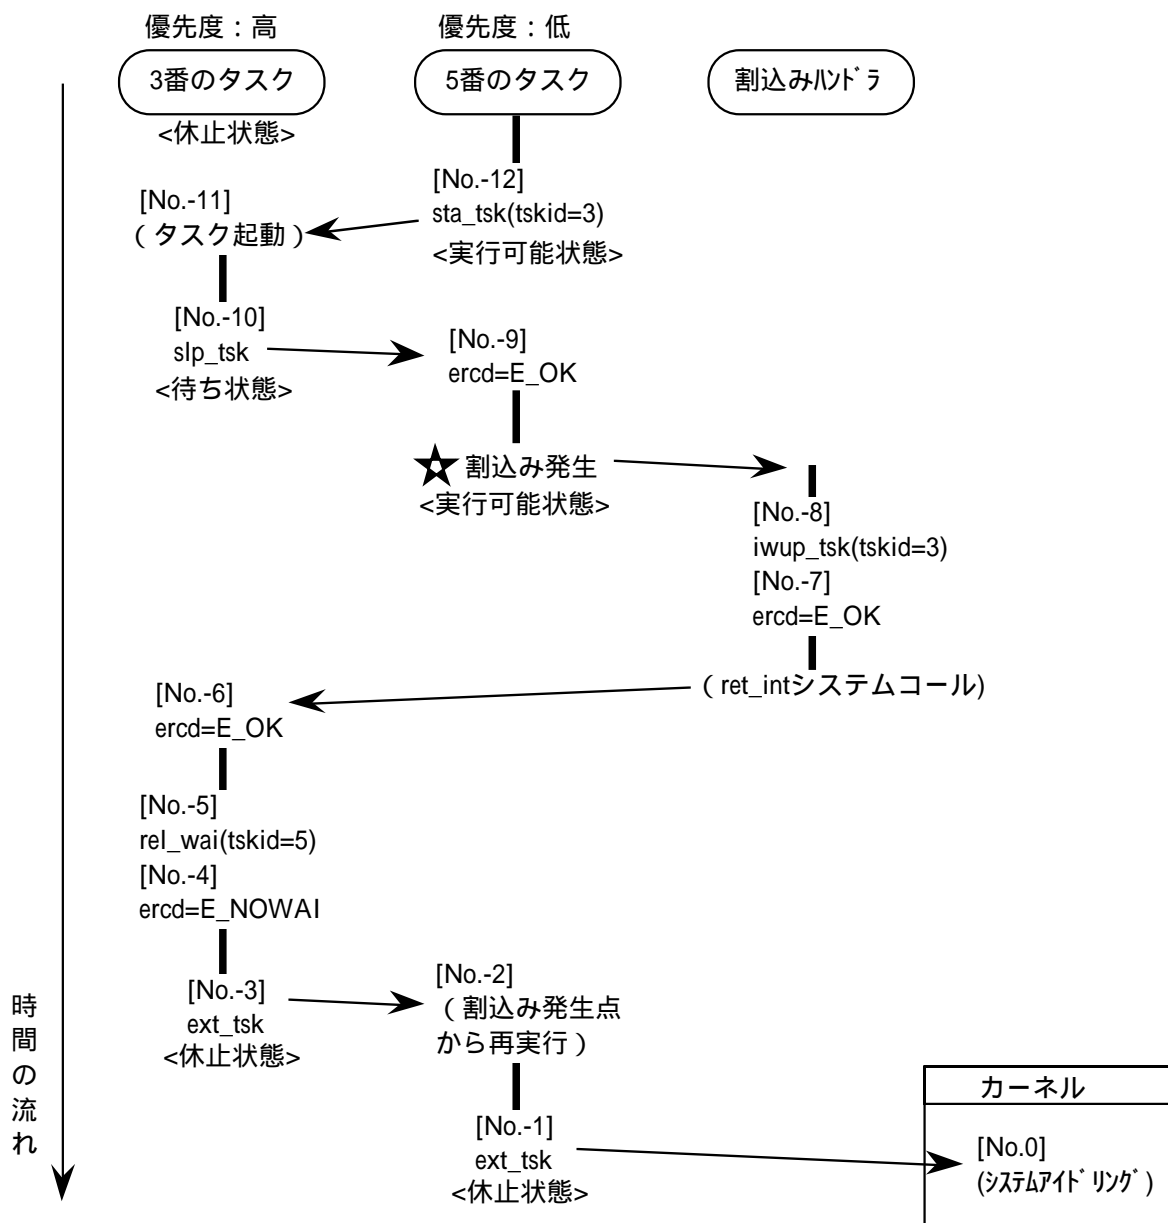 優先度：高
優先度：低
3番のタスク
5番のタスク
割込みﾊﾝﾄﾞﾗ
<休止状態>
[No.-12]
sta_tsk(tskid=3)
<実行可能状態>
[No.-11]
（タスク起動）
[No.-10]
slp_tsk
<待ち状態>
[No.-9]
ercd=E_OK
割込み発生
<実行可能状態>
[No.-8]
iwup_tsk(tskid=3)
[No.-7]
ercd=E_OK
（ret_intシステムコール)
[No.-6]
ercd=E_OK
[No.-5]
rel_wai(tskid=5)
[No.-4]
ercd=E_NOWAI
[No.-3]
ext_tsk
<休止状態>
[No.-2]
（割込み発生点
から再実行）
[No.-1]
ext_tsk
<休止状態>
カーネル
[No.0]
(ｼｽﾃﾑｱｲﾄﾞﾘﾝｸﾞ)
時間の流れ